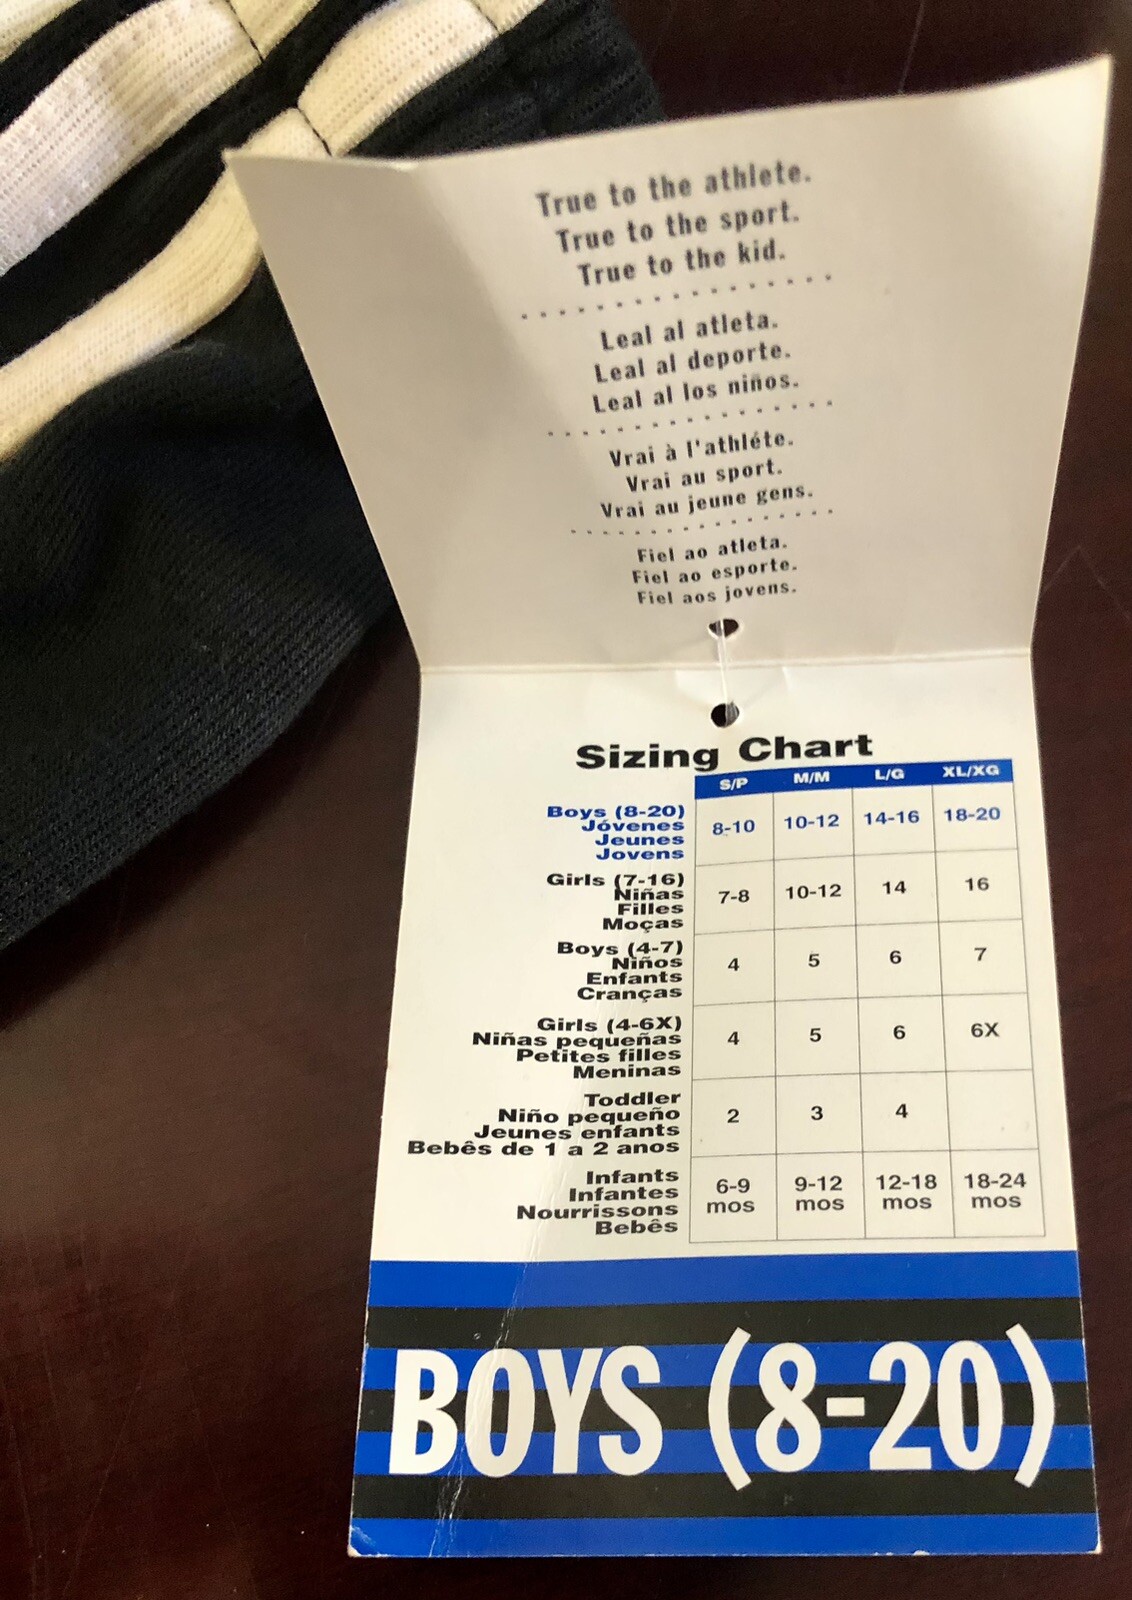 True to the athlete.
True to the sport.
True to the kid.
Leal al atleta.
Leal al deporte.
Leal al los niños.
Vrai à l'athléte.
Vrai au sport.
Vrai au jeune gens.
Fiel ao atleta.
Fiel ao esporte.
Fiel aos jovens.
Sizing Chart
S/P M/M L/G XL/XG
Boys (8-20)
Jóvenes
Jeunes
Jovens
8-10 10-12 14-16 18-20
Girls (7-16)
Niñas
Filles
Moças
7-8 10-12 14 16
Boys (4-7)
Niños
Enfants
Cranças
4 5 6 7
Girls (4-6X)
Niñas pequeñas
Petites filles
Meninas
4 5 6 6X
Toddler
Niño pequeño
Jeunes enfants
Bebês de 1 a 2 anos
2 3 4
Infants
Infantes
Nourrissons
Bebês
6-9 9-12 12-18 18-24
mos mos mos mos
BOYS (8-20)